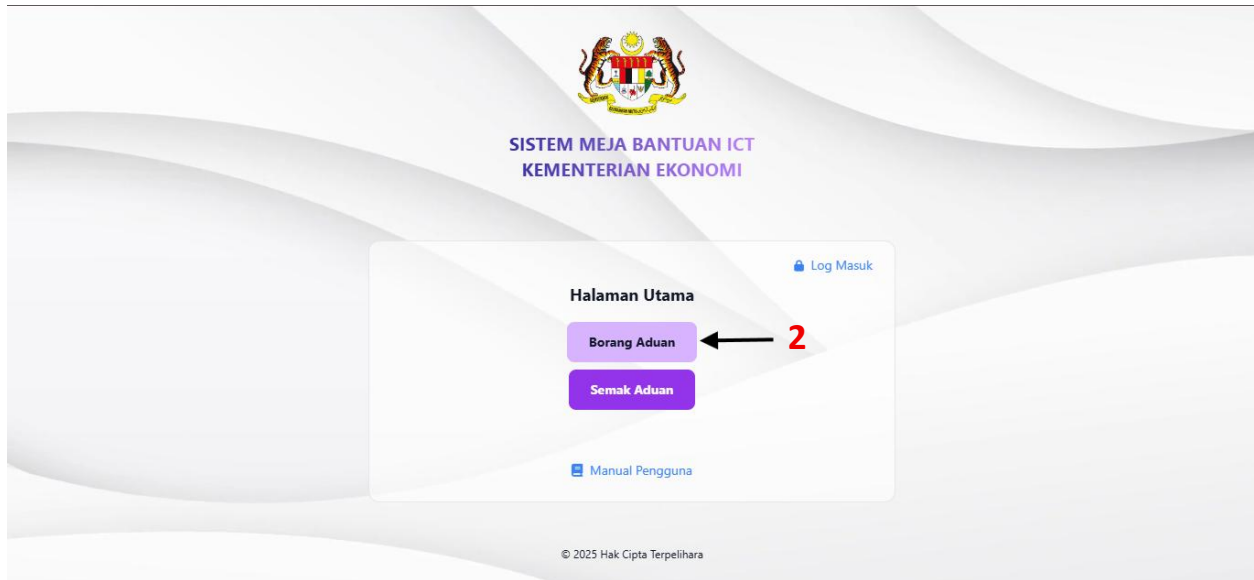 SISTEM MEJA BANTUAN ICT
KEMENTERIAN EKONOMI
Log Masuk
Halaman Utama
Borang Aduan
2
Semak Aduan
Manual Pengguna
© 2025 Hak Cipta Terpelihara